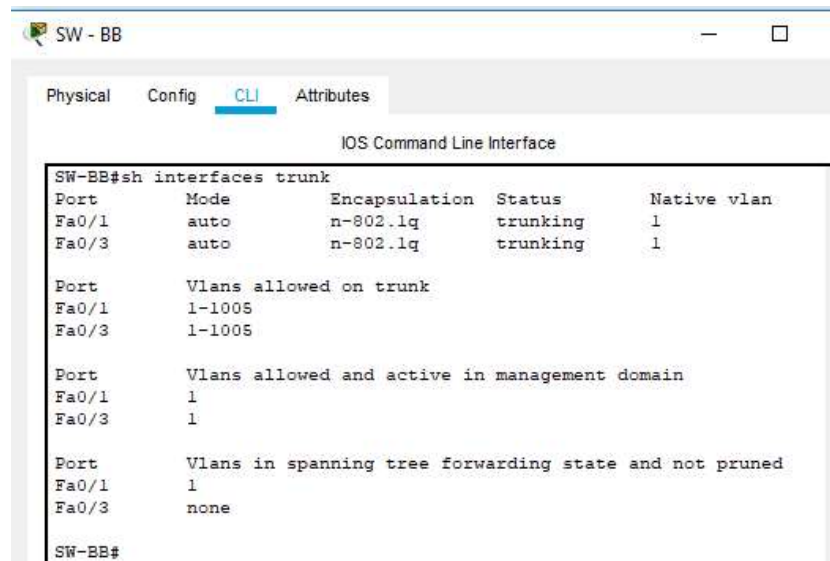 SW - BB
Physical Config CLI Attributes
IOS Command Line Interface
SW-BB#sh interfaces trunk
Port Mode Encapsulation Status Native vlan
Fa0/1 auto n-802.1q trunking 1
Fa0/3 auto n-802.1q trunking 1
Port Vlans allowed on trunk
Fa0/1 1-1005
Fa0/3 1-1005
Port Vlans allowed and active in management domain
Fa0/1 1
Fa0/3 1
Port Vlans in spanning tree forwarding state and not pruned
Fa0/1 1
Fa0/3 none
SW-BB#